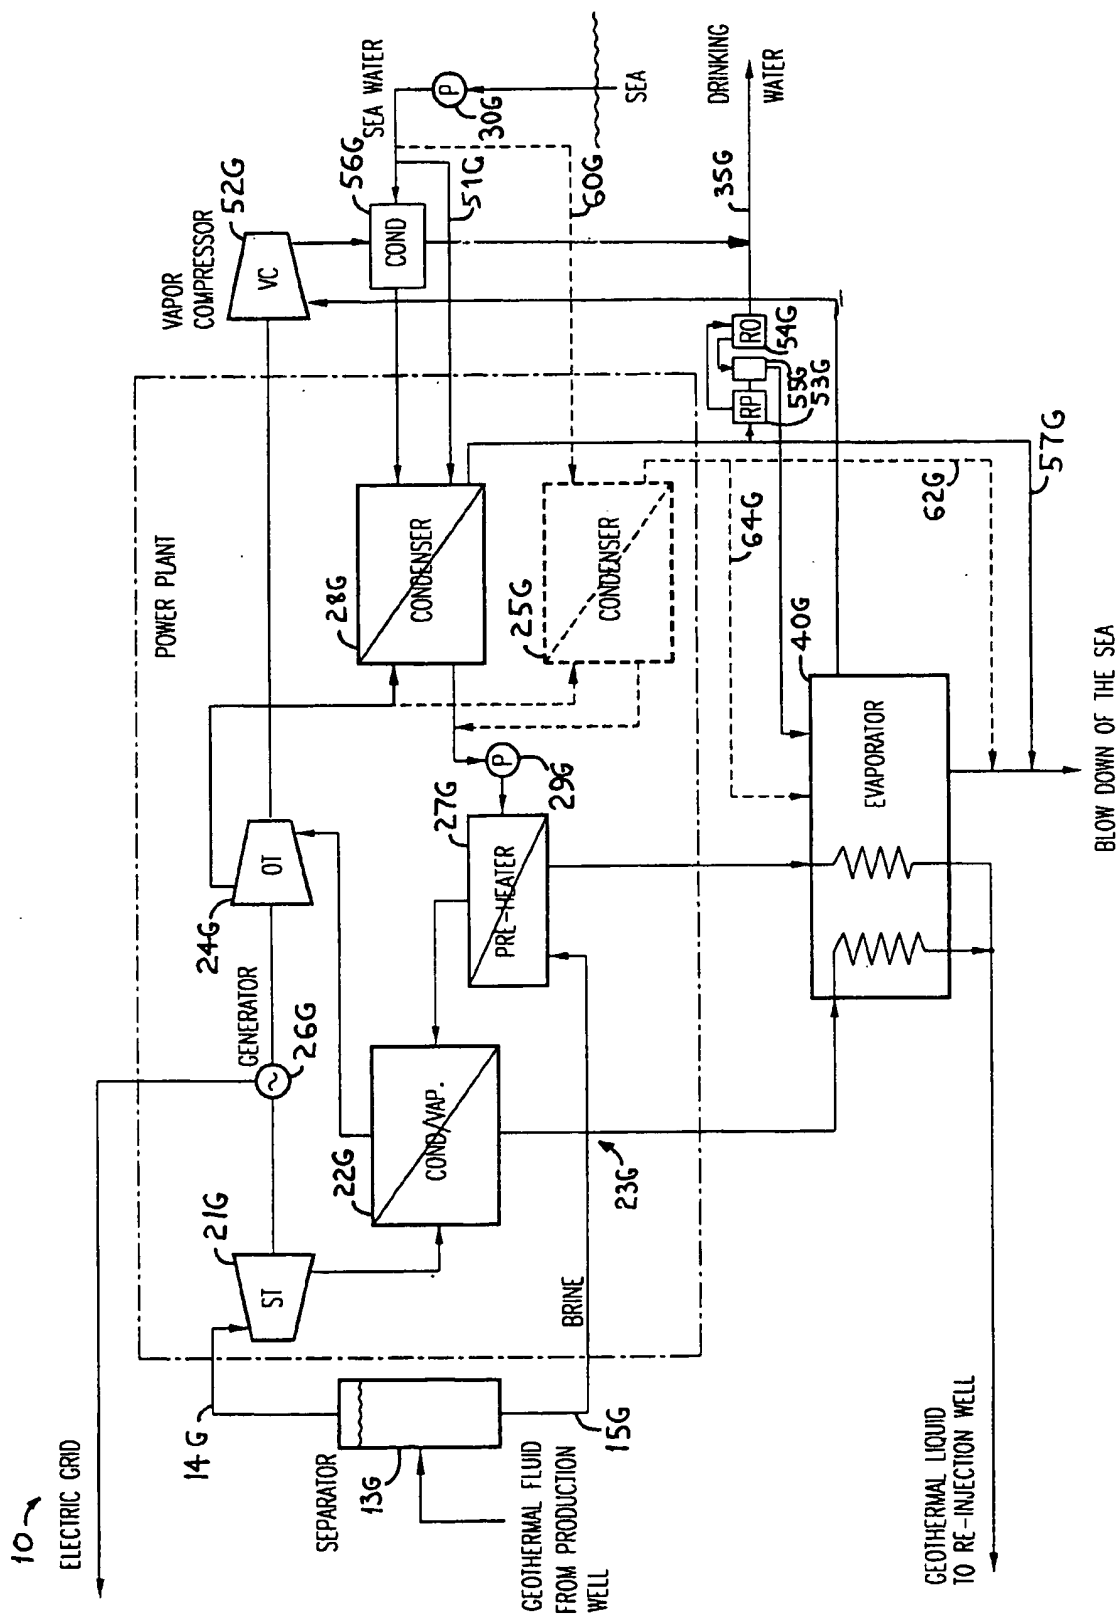 10
ELECTRIC GRID
14G
SEPARATOR
13G
GEOTHERMAL FLUID
FROM PRODUCTION
WELL
15G
BRINE
POWER PLANT
21G
ST
GENERATOR
26G
22G
COND/VAP.
23G
24G
OT
27G
PRE-HEATER
P
29G
28G
CONDENSER
25G
CONDENSER
VAPOR
COMPRESSOR
52G
VC
56G
COND
51G
SEA WATER
P
30G
SEA
60G
DRINKING
WATER
35G
RO
54G
55G
53G
RP
57G
62G
64G
40G
EVAPORATOR
BLOW DOWN OF THE SEA
GEOTHERMAL LIQUID
TO RE-INJECTION WELL